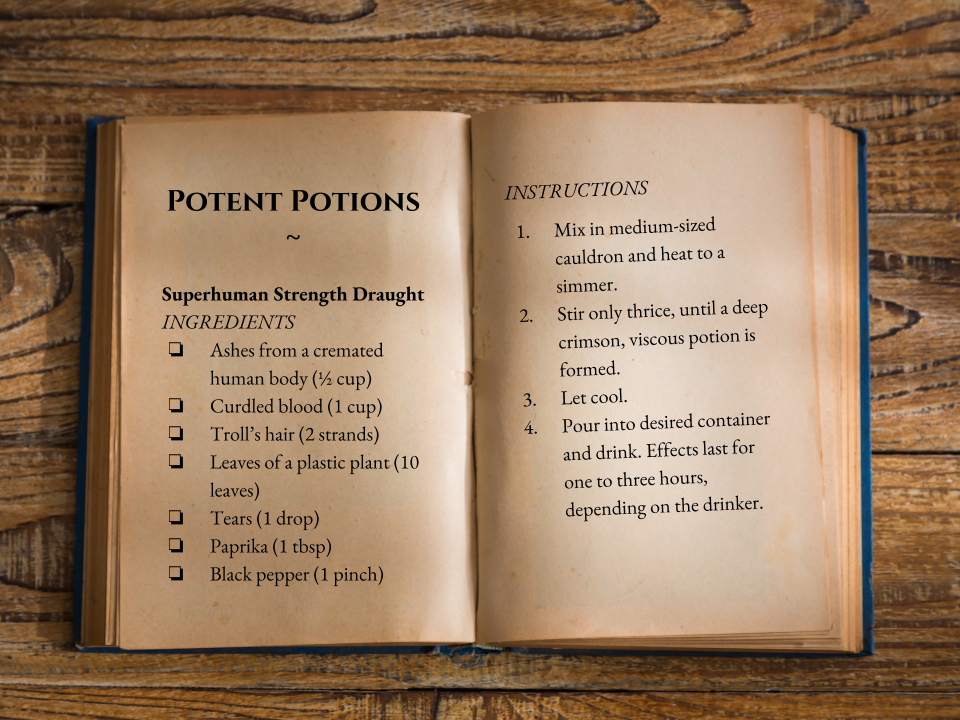 POTENT POTIONS
~
Superhuman Strength Draught
INGREDIENTS
❏ Ashes from a cremated
human body (½ cup)
❏ Curdled blood (1 cup)
❏ Troll’s hair (2 strands)
❏ Leaves of a plastic plant (10
leaves)
❏ Tears (1 drop)
❏ Paprika (1 tbsp)
❏ Black pepper (1 pinch)
INSTRUCTIONS
1. Mix in medium-sized
cauldron and heat to a
simmer.
2. Stir only thrice, until a deep
crimson, viscous potion is
formed.
3. Let cool.
4. Pour into desired container
and drink. Effects last for
one to three hours,
depending on the drinker.